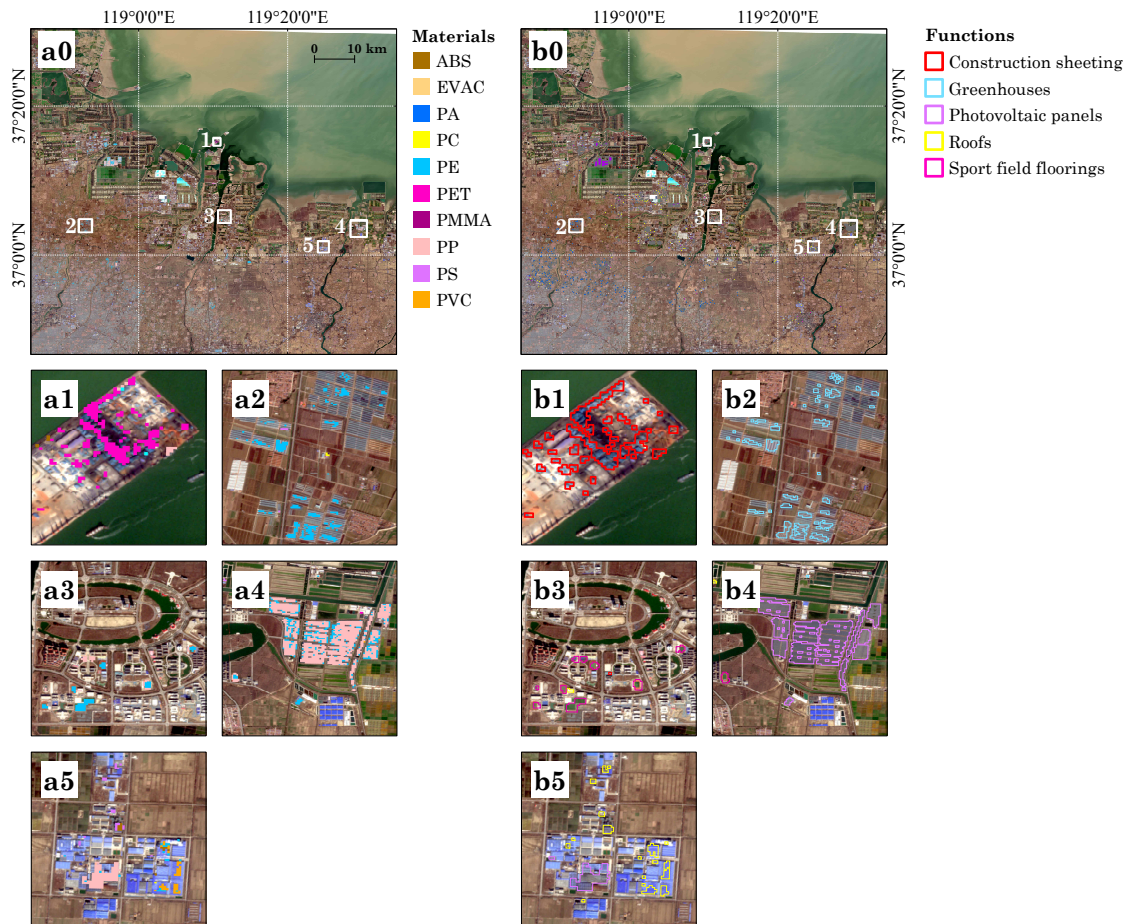 119°0'0"E
119°20'0"E
119°0'0"E
119°20'0"E
a0
0 10 km
37°20'0"N
37°0'0"N
1
2
3
4
5
Materials
ABS
EVAC
PA
PC
PE
PET
PMMA
PP
PS
PVC
b0
1
2
3
4
5
37°20'0"N
37°0'0"N
Functions
Construction sheeting
Greenhouses
Photovoltaic panels
Roofs
Sport field floorings
a1
a2
b1
b2
a3
a4
b3
b4
a5
b5